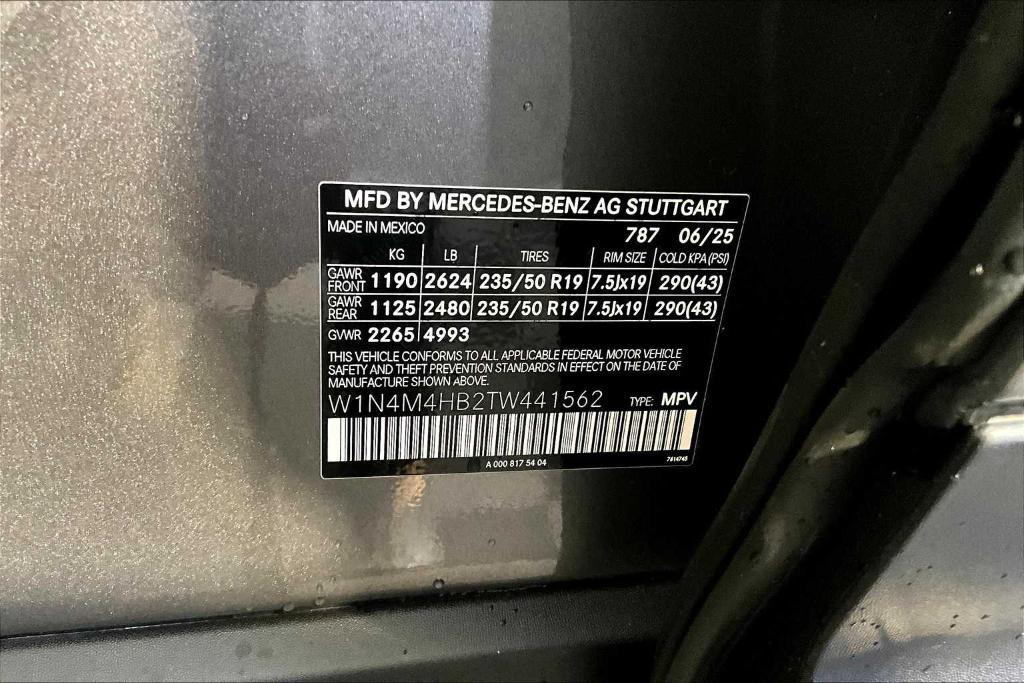 MFD BY MERCEDES-BENZ AG STUTTGART
MADE IN MEXICO 787 06/25
KG LB TIRES RIM SIZE COLD KPA (PSI)
GAWR FRONT 1190 2624 235/50 R19 7.5Jx19 290(43)
GAWR REAR 1125 2480 235/50 R19 7.5Jx19 290(43)
GVWR 2265 4993
THIS VEHICLE CONFORMS TO ALL APPLICABLE FEDERAL MOTOR VEHICLE
SAFETY AND THEFT PREVENTION STANDARDS IN EFFECT ON THE DATE OF
MANUFACTURE SHOWN ABOVE.
W1N4M4HB2TW441562 TYPE: MPV
A 000 817 54 04 7614745